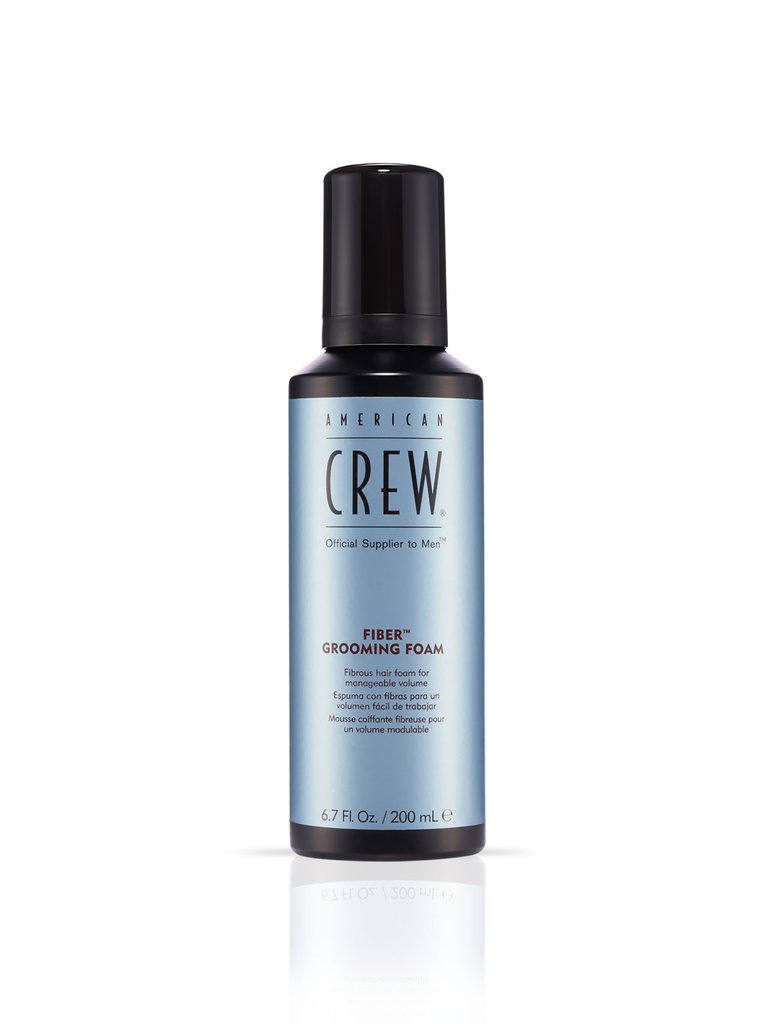 AMERICAN
CREW®
Official Supplier to Men™
FIBER™
GROOMING FOAM
Fibrous hair foam for
manageable volume
Espuma con fibras para un
volumen fácil de trabajar
Mousse coiffante fibreuse pour
un volume modulable
6.7 Fl. Oz. / 200 mL ℮